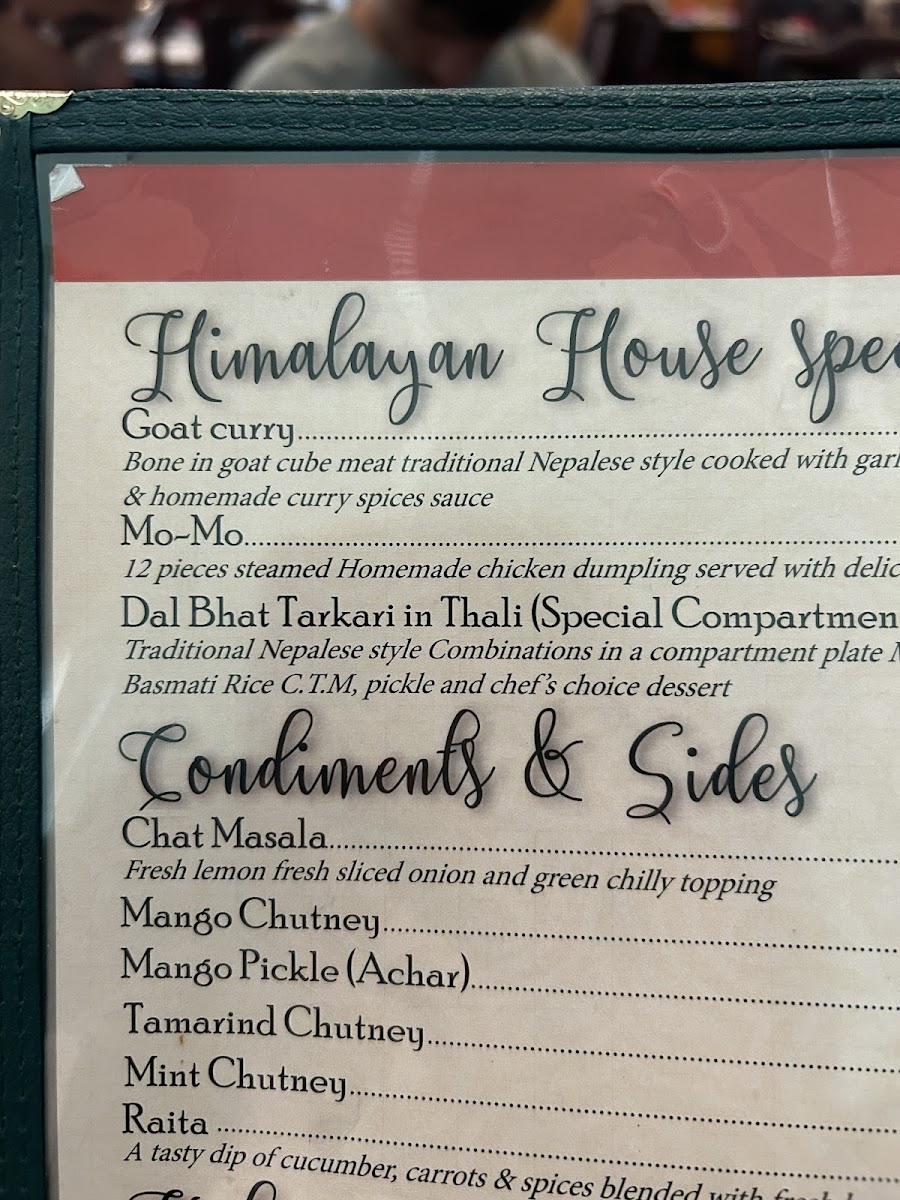 Himalayan House
Goat curry
Bone in goat cube meat traditional Nepalese style cooked with
& homemade curry spices sauce
Mo-Mo
12 pieces steamed Homemade chicken dumpling served with
Dal Bhat Tarkari in Thali (Special
Traditional Nepalese style Combinations in a compartment plate
Basmati Rice C.T.M, pickle and chef's choice dessert
Condiments & Sides
Chat Masala
Fresh lemon fresh sliced onion and green chilly topping
Mango Chutney
Mango Pickle (Achar)
Tamarind Chutney
Mint Chutney
Raita
A tasty dip of cucumber, carrots & spices blended with